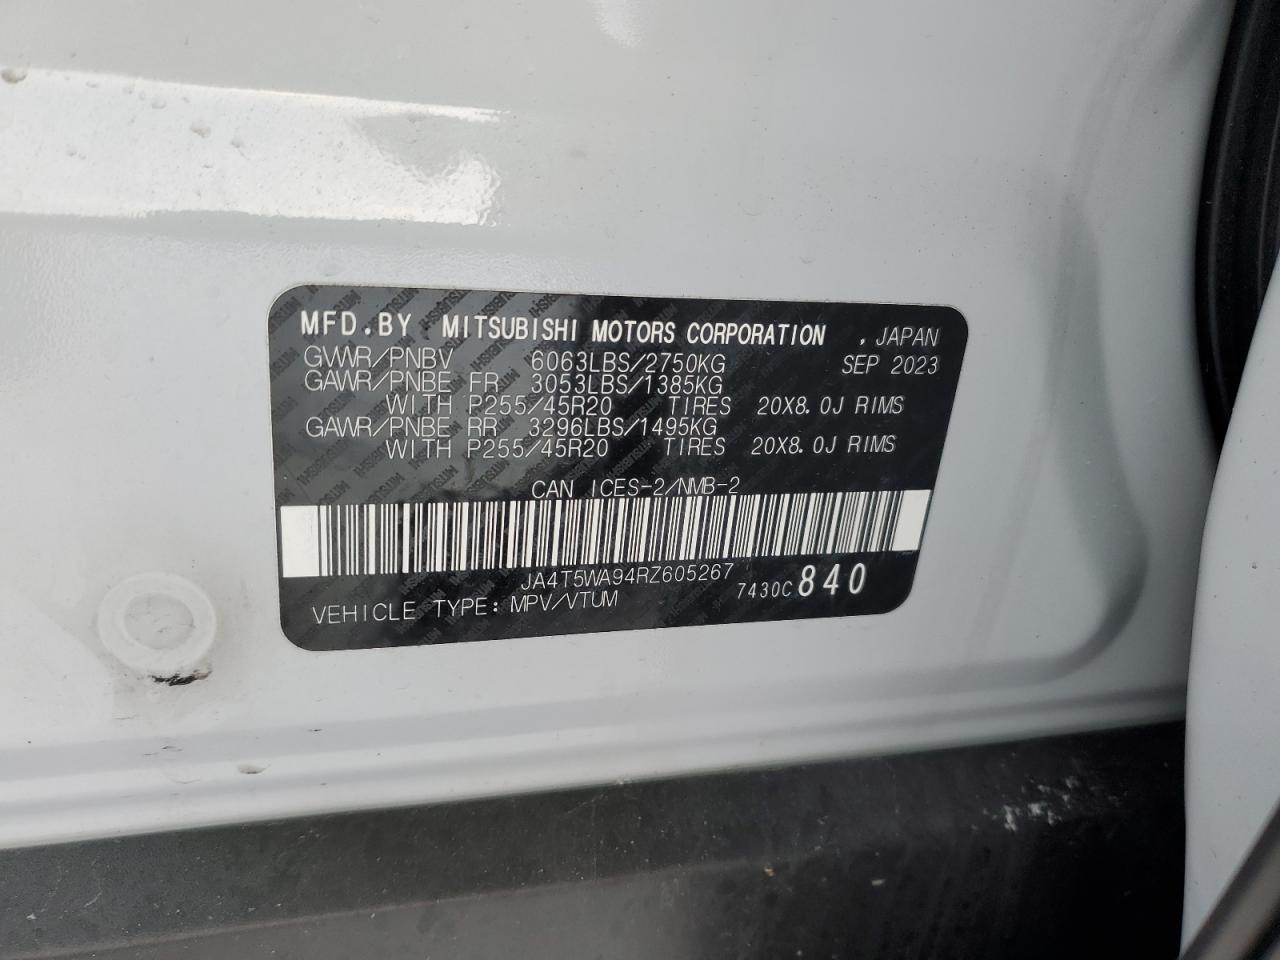 MFD.BY MITSUBISHI MOTORS CORPORATION , JAPAN
GVWR/PNBV 6063LBS/2750KG SEP 2023
GAWR/PNBE FR 3053LBS/1385KG
WITH P255/45R20 TIRES 20X8.0J RIMS
GAWR/PNBE RR 3296LBS/1495KG
WITH P255/45R20 TIRES 20X8.0J RIMS
CAN ICES-2/NMB-2
JA4T5WA94RZ605267
VEHICLE TYPE: MPV/VTUM 7430C 840